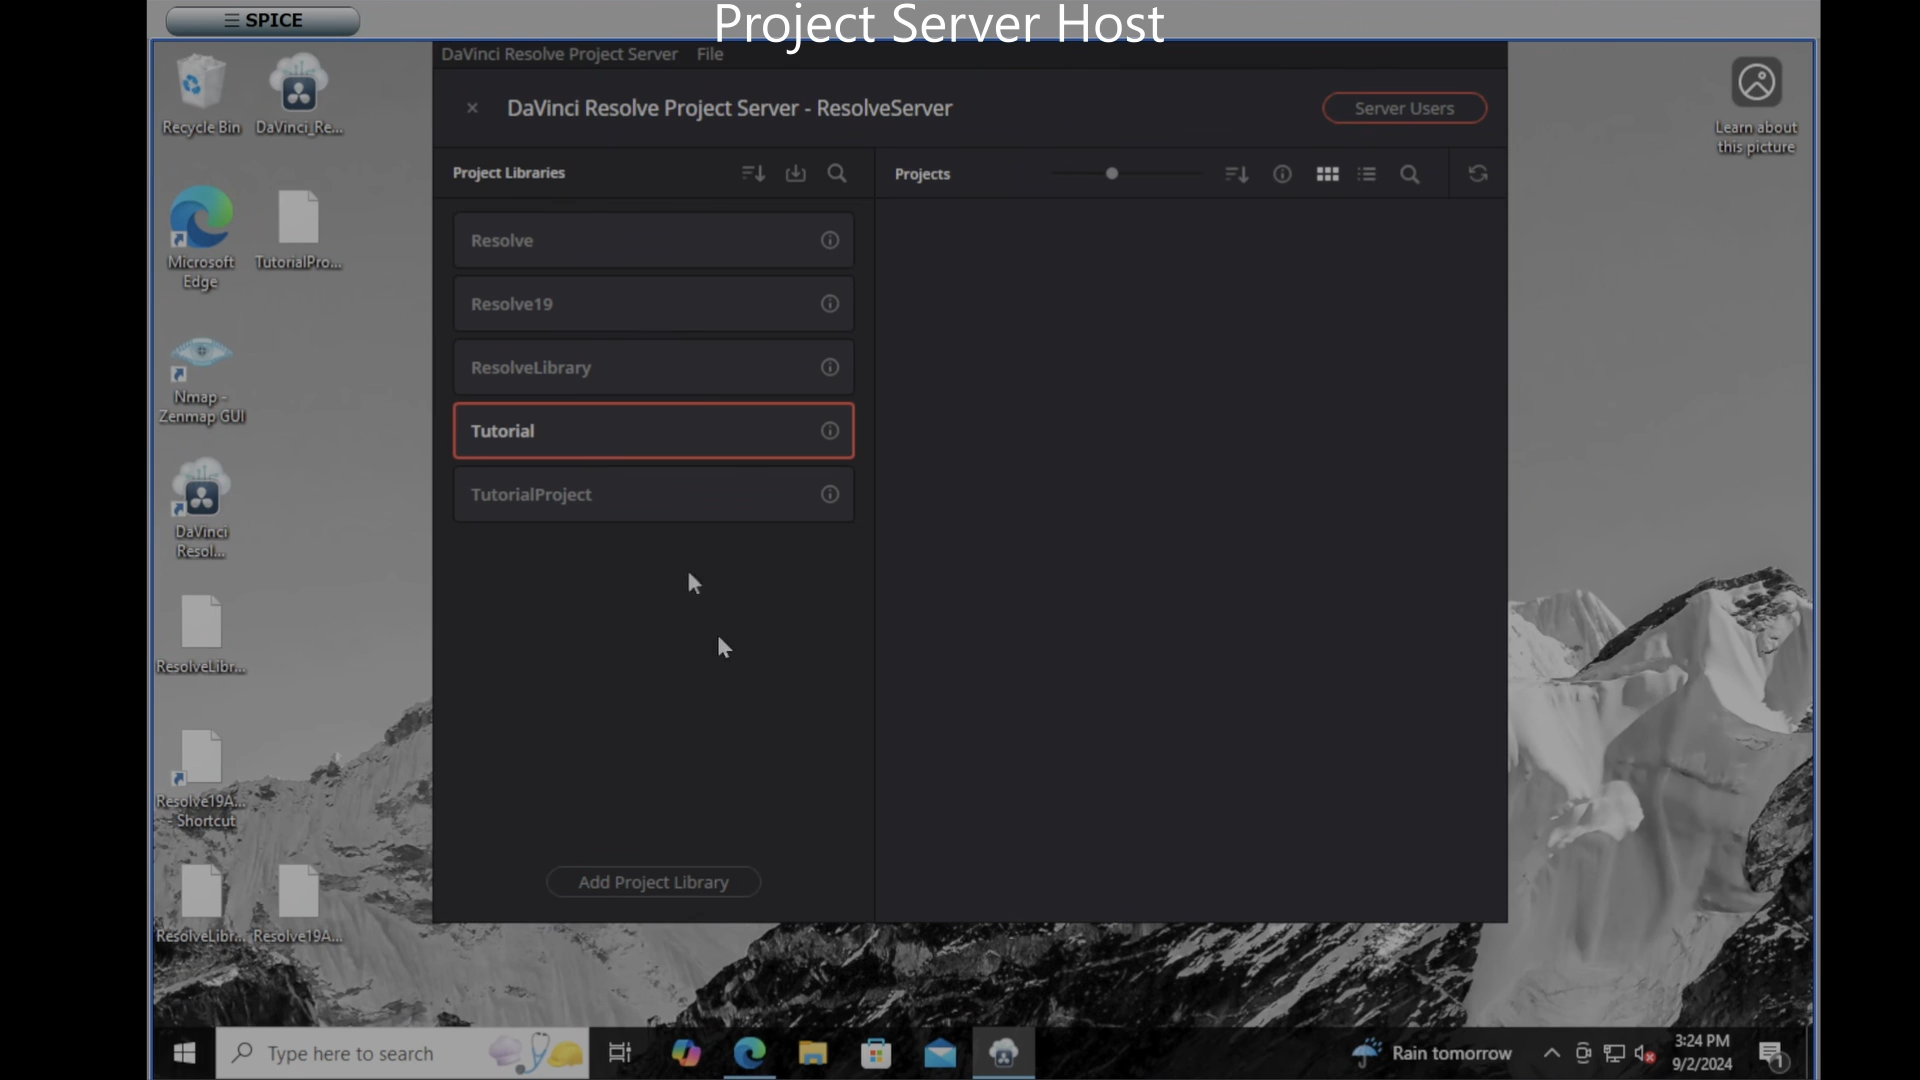 ☰ SPICE
Project Server Host
Recycle Bin
DaVinci_Re...
Microsoft
Edge
TutorialPro...
Nmap -
Zenmap GUI
DaVinci
Resol...
ResolveLibr...
Resolve19A...
- Shortcut
ResolveLibr...
Resolve19A...
DaVinci Resolve Project Server File
DaVinci Resolve Project Server - ResolveServer
Server Users
Project Libraries
Projects
Resolve
Resolve19
ResolveLibrary
Tutorial
TutorialProject
Add Project Library
Learn about
this picture
Type here to search
Rain tomorrow
3:24 PM
9/2/2024
1